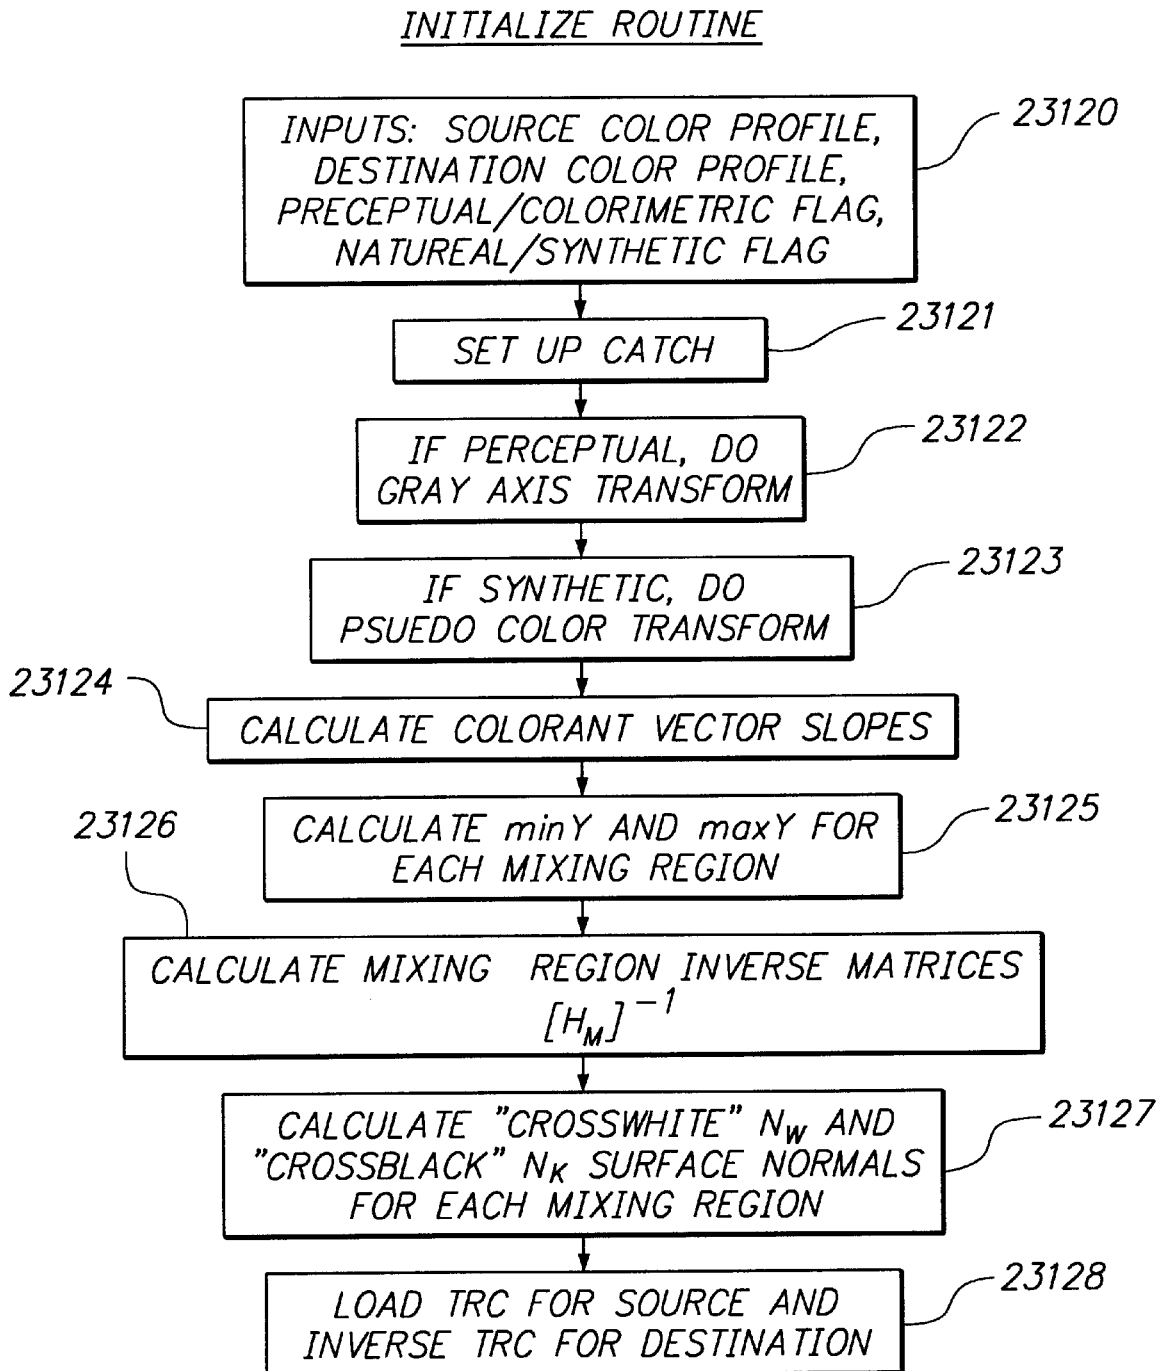 INITIALIZE ROUTINE
INPUTS: SOURCE COLOR PROFILE,
DESTINATION COLOR PROFILE,
PRECEPTUAL/COLORIMETRIC FLAG,
NATUREAL/SYNTHETIC FLAG
23120
SET UP CATCH
23121
IF PERCEPTUAL, DO
GRAY AXIS TRANSFORM
23122
IF SYNTHETIC, DO
PSUEDO COLOR TRANSFORM
23123
23124
CALCULATE COLORANT VECTOR SLOPES
CALCULATE minY AND maxY FOR
EACH MIXING REGION
23125
23126
CALCULATE MIXING REGION INVERSE MATRICES
[H_M]^-1
CALCULATE "CROSSWHITE" N_W AND
"CROSSBLACK" N_K SURFACE NORMALS
FOR EACH MIXING REGION
23127
LOAD TRC FOR SOURCE AND
INVERSE TRC FOR DESTINATION
23128